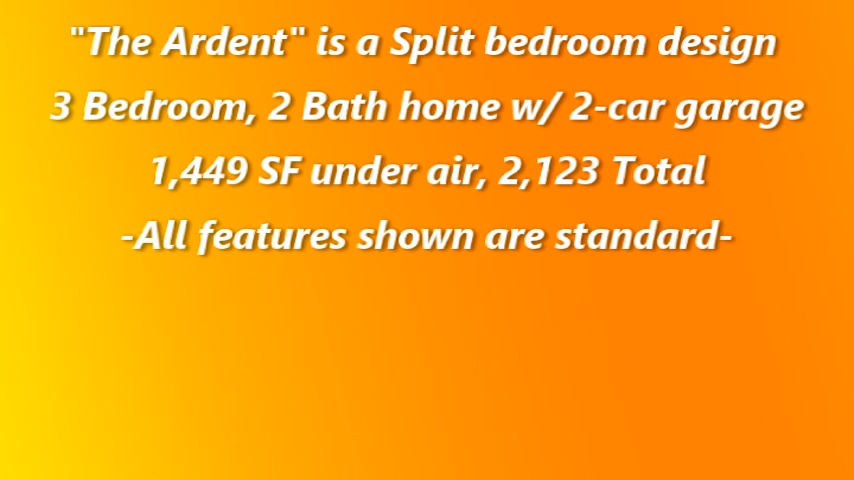 "The Ardent" is a Split bedroom design
3 Bedroom, 2 Bath home w/ 2-car garage
1,449 SF under air, 2,123 Total
-All features shown are standard-